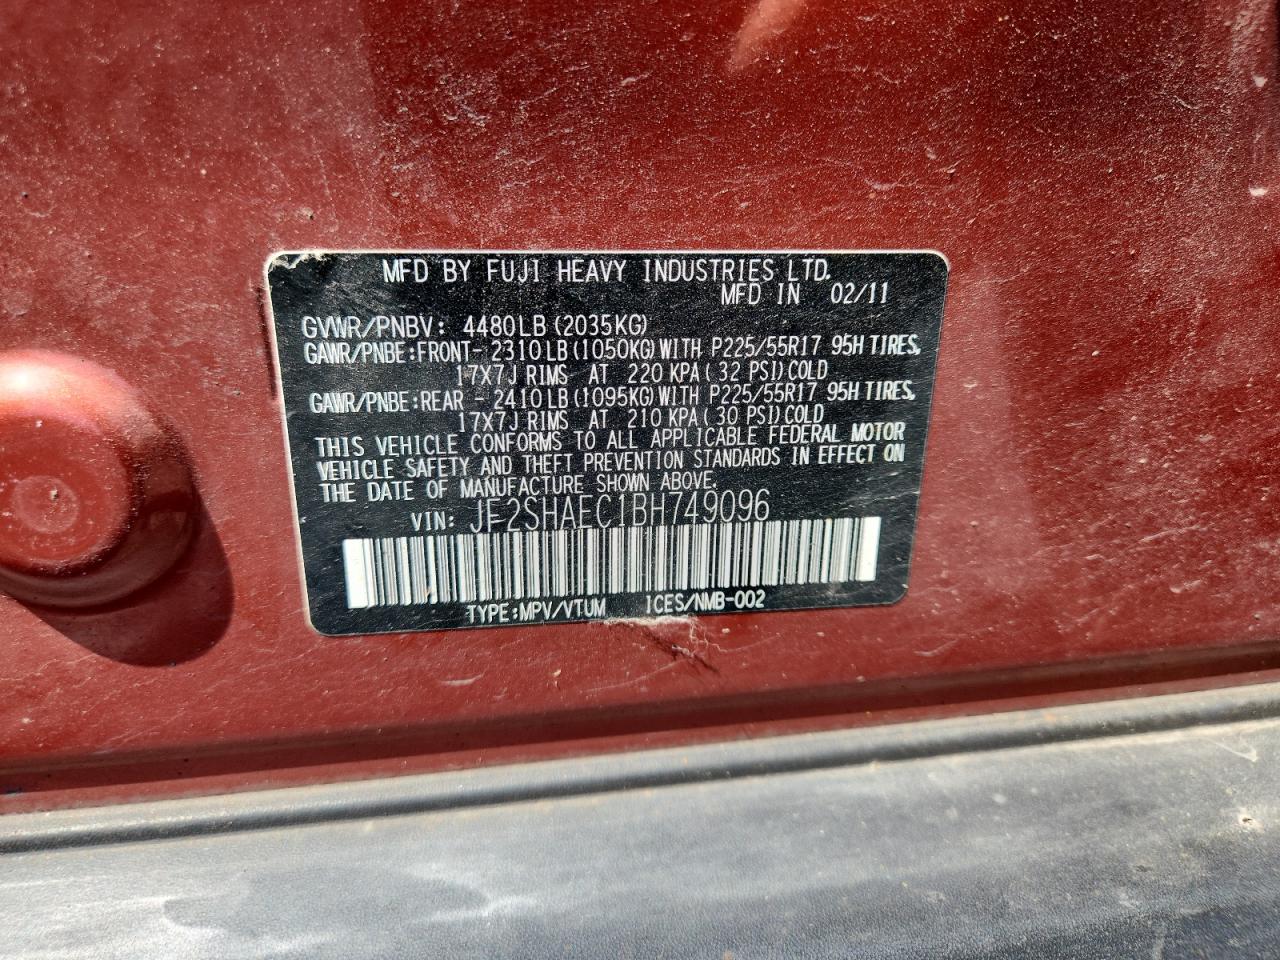 MFD BY FUJI HEAVY INDUSTRIES LTD.
MFD IN 02/11
GVWR/PNBV: 4480LB (2035KG)
GAWR/PNBE:FRONT- 2310LB (1050KG) WITH P225/55R17 95H TIRES,
17X7J RIMS AT 220 KPA ( 32 PSI) COLD
GAWR/PNBE:REAR - 2410LB (1095KG) WITH P225/55R17 95H TIRES,
17X7J RIMS AT 210 KPA ( 30 PSI) COLD
THIS VEHICLE CONFORMS TO ALL APPLICABLE FEDERAL MOTOR
VEHICLE SAFETY AND THEFT PREVENTION STANDARDS IN EFFECT ON
THE DATE OF MANUFACTURE SHOWN ABOVE.
VIN: JF2SHAEC1BH749096
TYPE:MPV/VTUM ICES/NMB-002